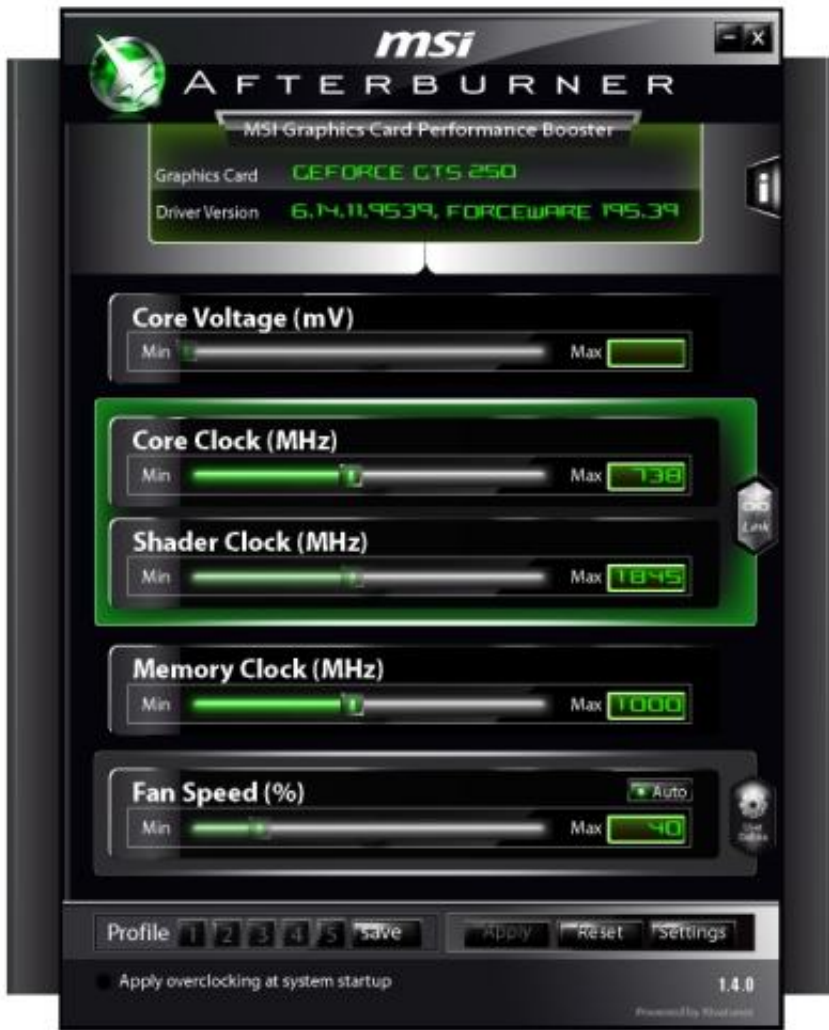 msi
AFTERBURNER
MSI Graphics Card Performance Booster
Graphics Card GEFORCE GTS 250
Driver Version 6.14.11.9539, FORCEWARE 195.39
i
Core Voltage (mV)
Min Max
Core Clock (MHz)
Min Max 738
Link
Shader Clock (MHz)
Min Max 1845
Memory Clock (MHz)
Min Max 1000
Fan Speed (%)
Auto
Min Max 40
User
Define
Profile 1 2 3 4 5 save Apply Reset Settings
Apply overclocking at system startup 1.4.0
Powered by Rivatuner